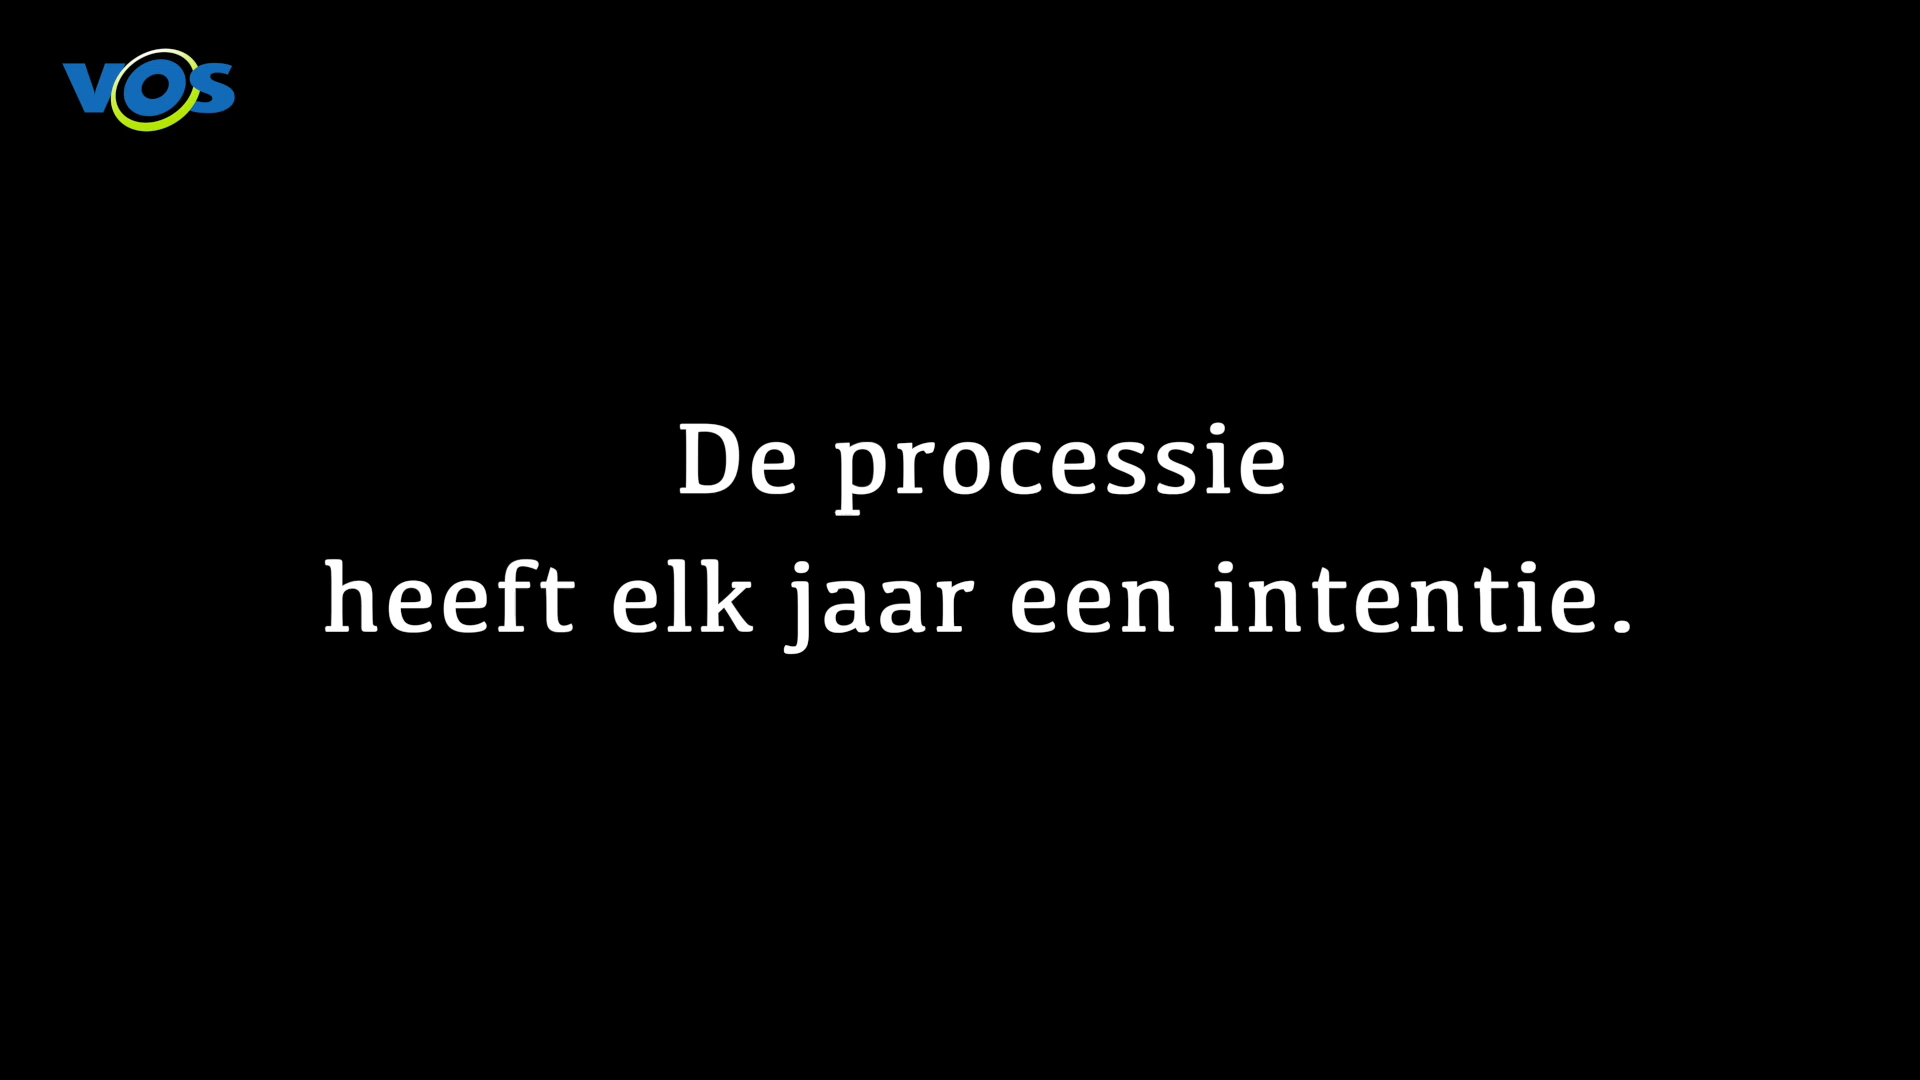 VOS
De processie
heeft elk jaar een intentie.